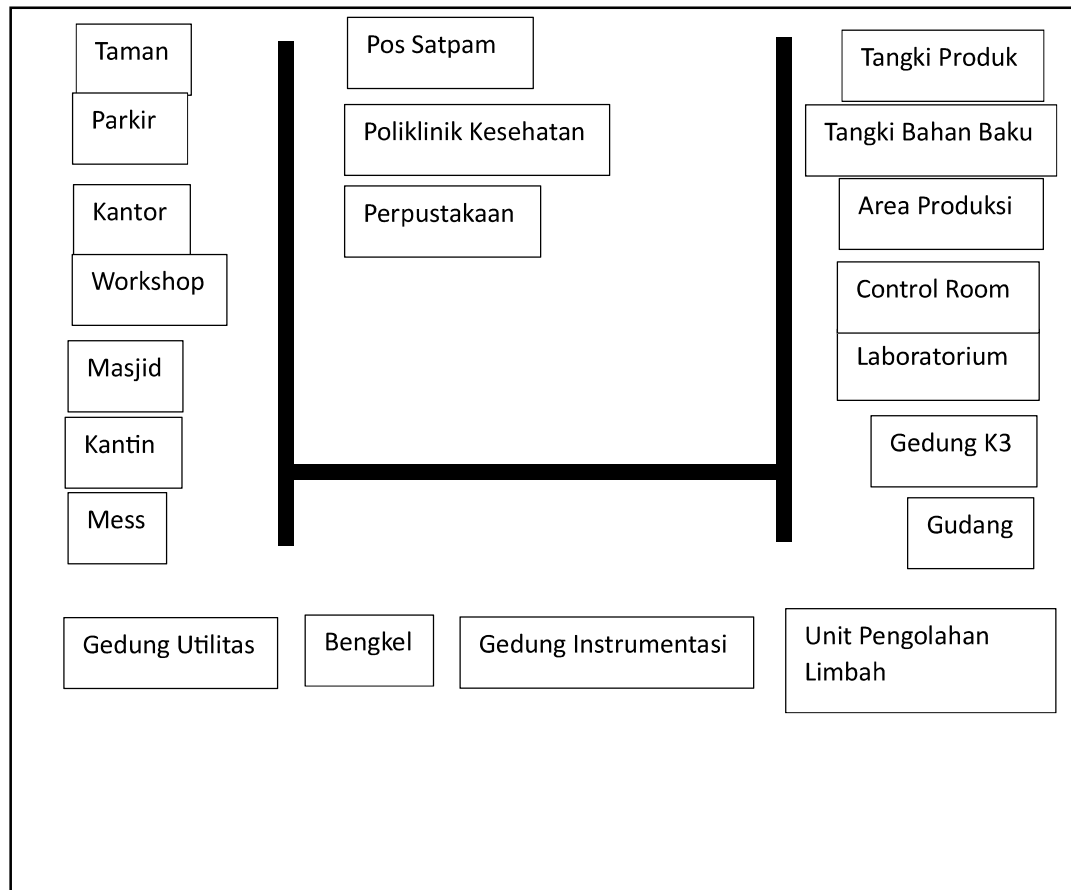 Taman
Parkir
Kantor
Workshop
Masjid
Kantin
Mess
Pos Satpam
Poliklinik Kesehatan
Perpustakaan
Tangki Produk
Tangki Bahan Baku
Area Produksi
Control Room
Laboratorium
Gedung K3
Gudang
Gedung Utilitas
Bengkel
Gedung Instrumentasi
Unit Pengolahan
Limbah